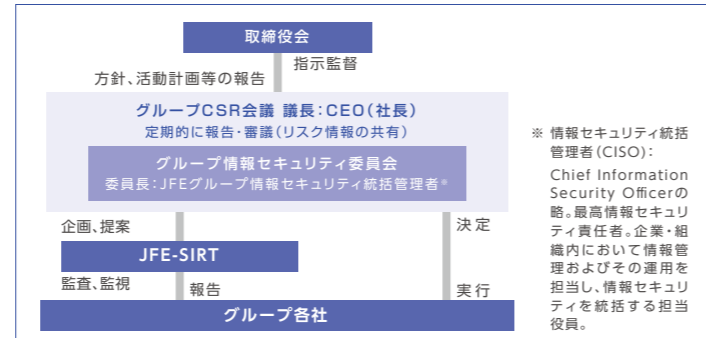 取締役会
指示監督
方針、活動計画等の報告
グループCSR会議 議長：CEO（社長）
定期的に報告・審議（リスク情報の共有）
グループ情報セキュリティ委員会
委員長：JFEグループ情報セキュリティ統括管理者※
企画、提案
決定
JFE-SIRT
監査、監視
報告
実行
グループ各社
※ 情報セキュリティ統括
管理者（CISO）：
Chief Information
Security Officerの
略。最高情報セキュリ
ティ責任者。企業・組
織内において情報管
理およびその運用を
担当し、情報セキュリ
ティを統括する担当
役員。